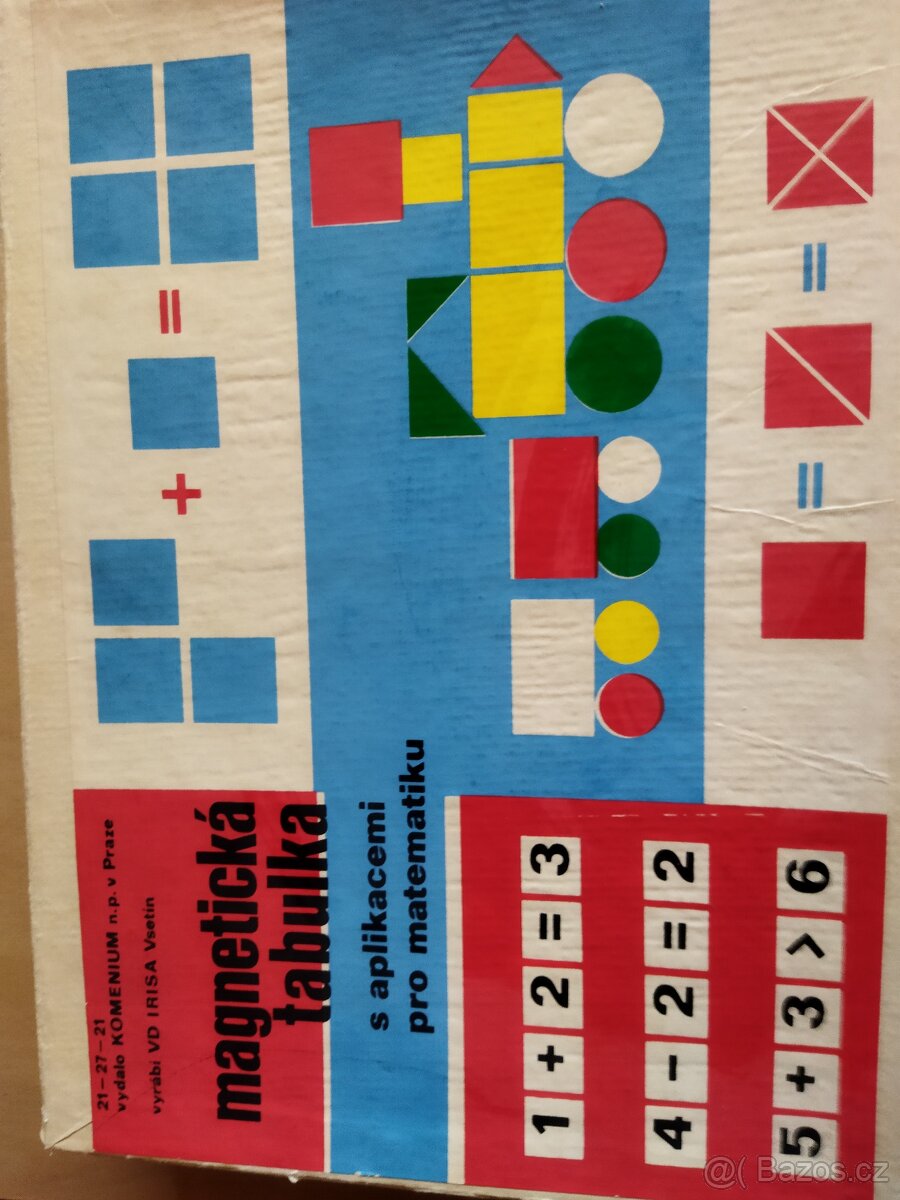 21-27-21
vydalo KOMENIUM n.p. v Praze
vyrábí VD IRISA Vsetín
magnetická
tabulka
s aplikacemi
pro matematiku
+ =
1 + 2 = 3
4 - 2 = 2
5 + 3 > 6
= =
@( Bazos.cz